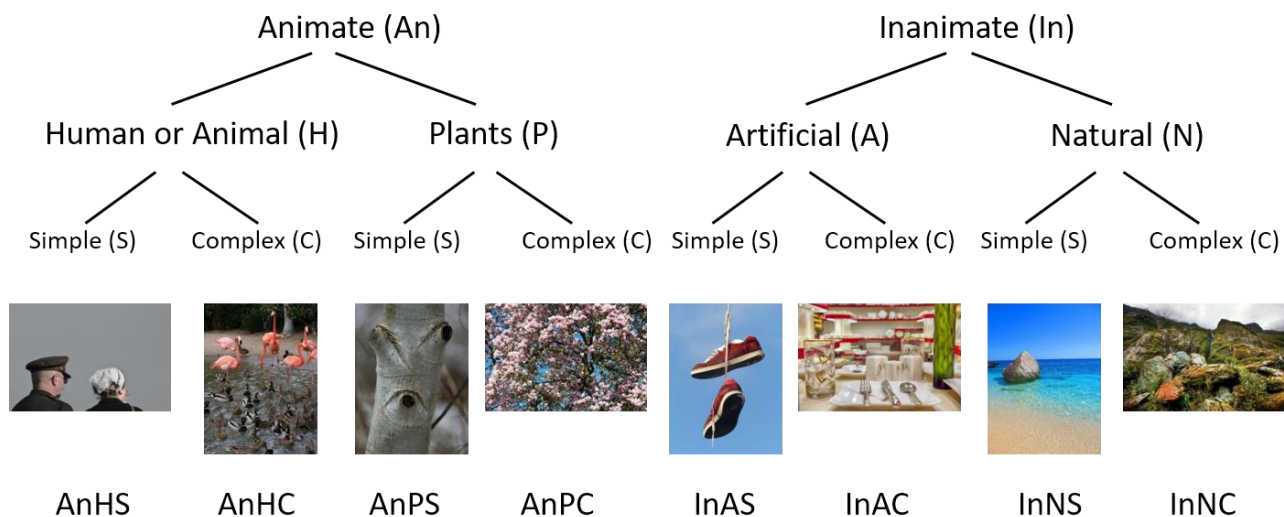 Animate (An) Inanimate (In)
Human or Animal (H) Plants (P) Artificial (A) Natural (N)
Simple (S) Complex (C) Simple (S) Complex (C) Simple (S) Complex (C) Simple (S) Complex (C)
AnHS AnHC AnPS AnPC InAS InAC InNS InNC